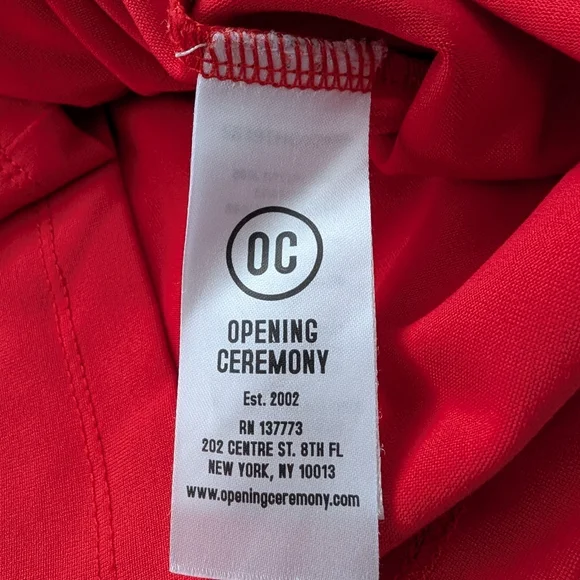 OC
OPENING
CEREMONY
Est. 2002
RN 137773
202 CENTRE ST. 8TH FL
NEW YORK, NY 10013
www.openingceremony.com